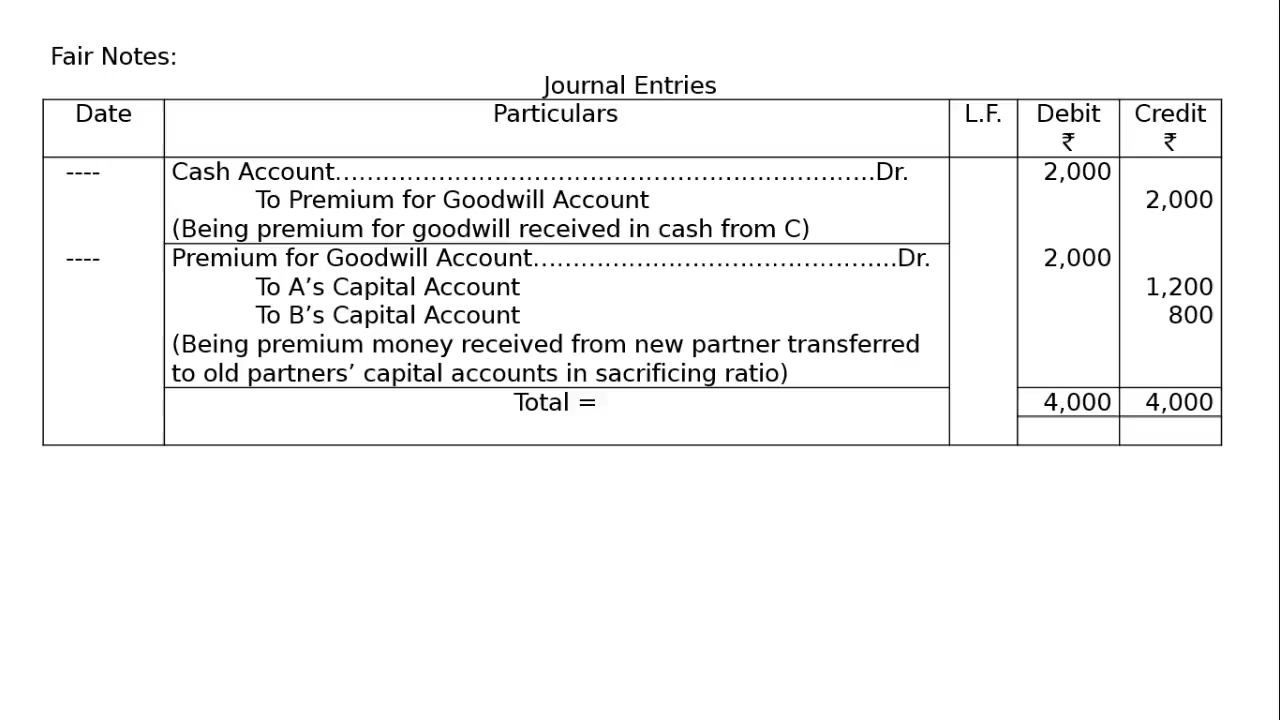 Fair Notes:
Journal Entries
Date Particulars L.F. Debit Credit
₹ ₹
---- Cash Account…………………………………………………………Dr. 2,000
To Premium for Goodwill Account 2,000
(Being premium for goodwill received in cash from C)
---- Premium for Goodwill Account……………………………………...Dr. 2,000
To A’s Capital Account 1,200
To B’s Capital Account 800
(Being premium money received from new partner transferred
to old partners’ capital accounts in sacrificing ratio)
Total = 4,000 4,000